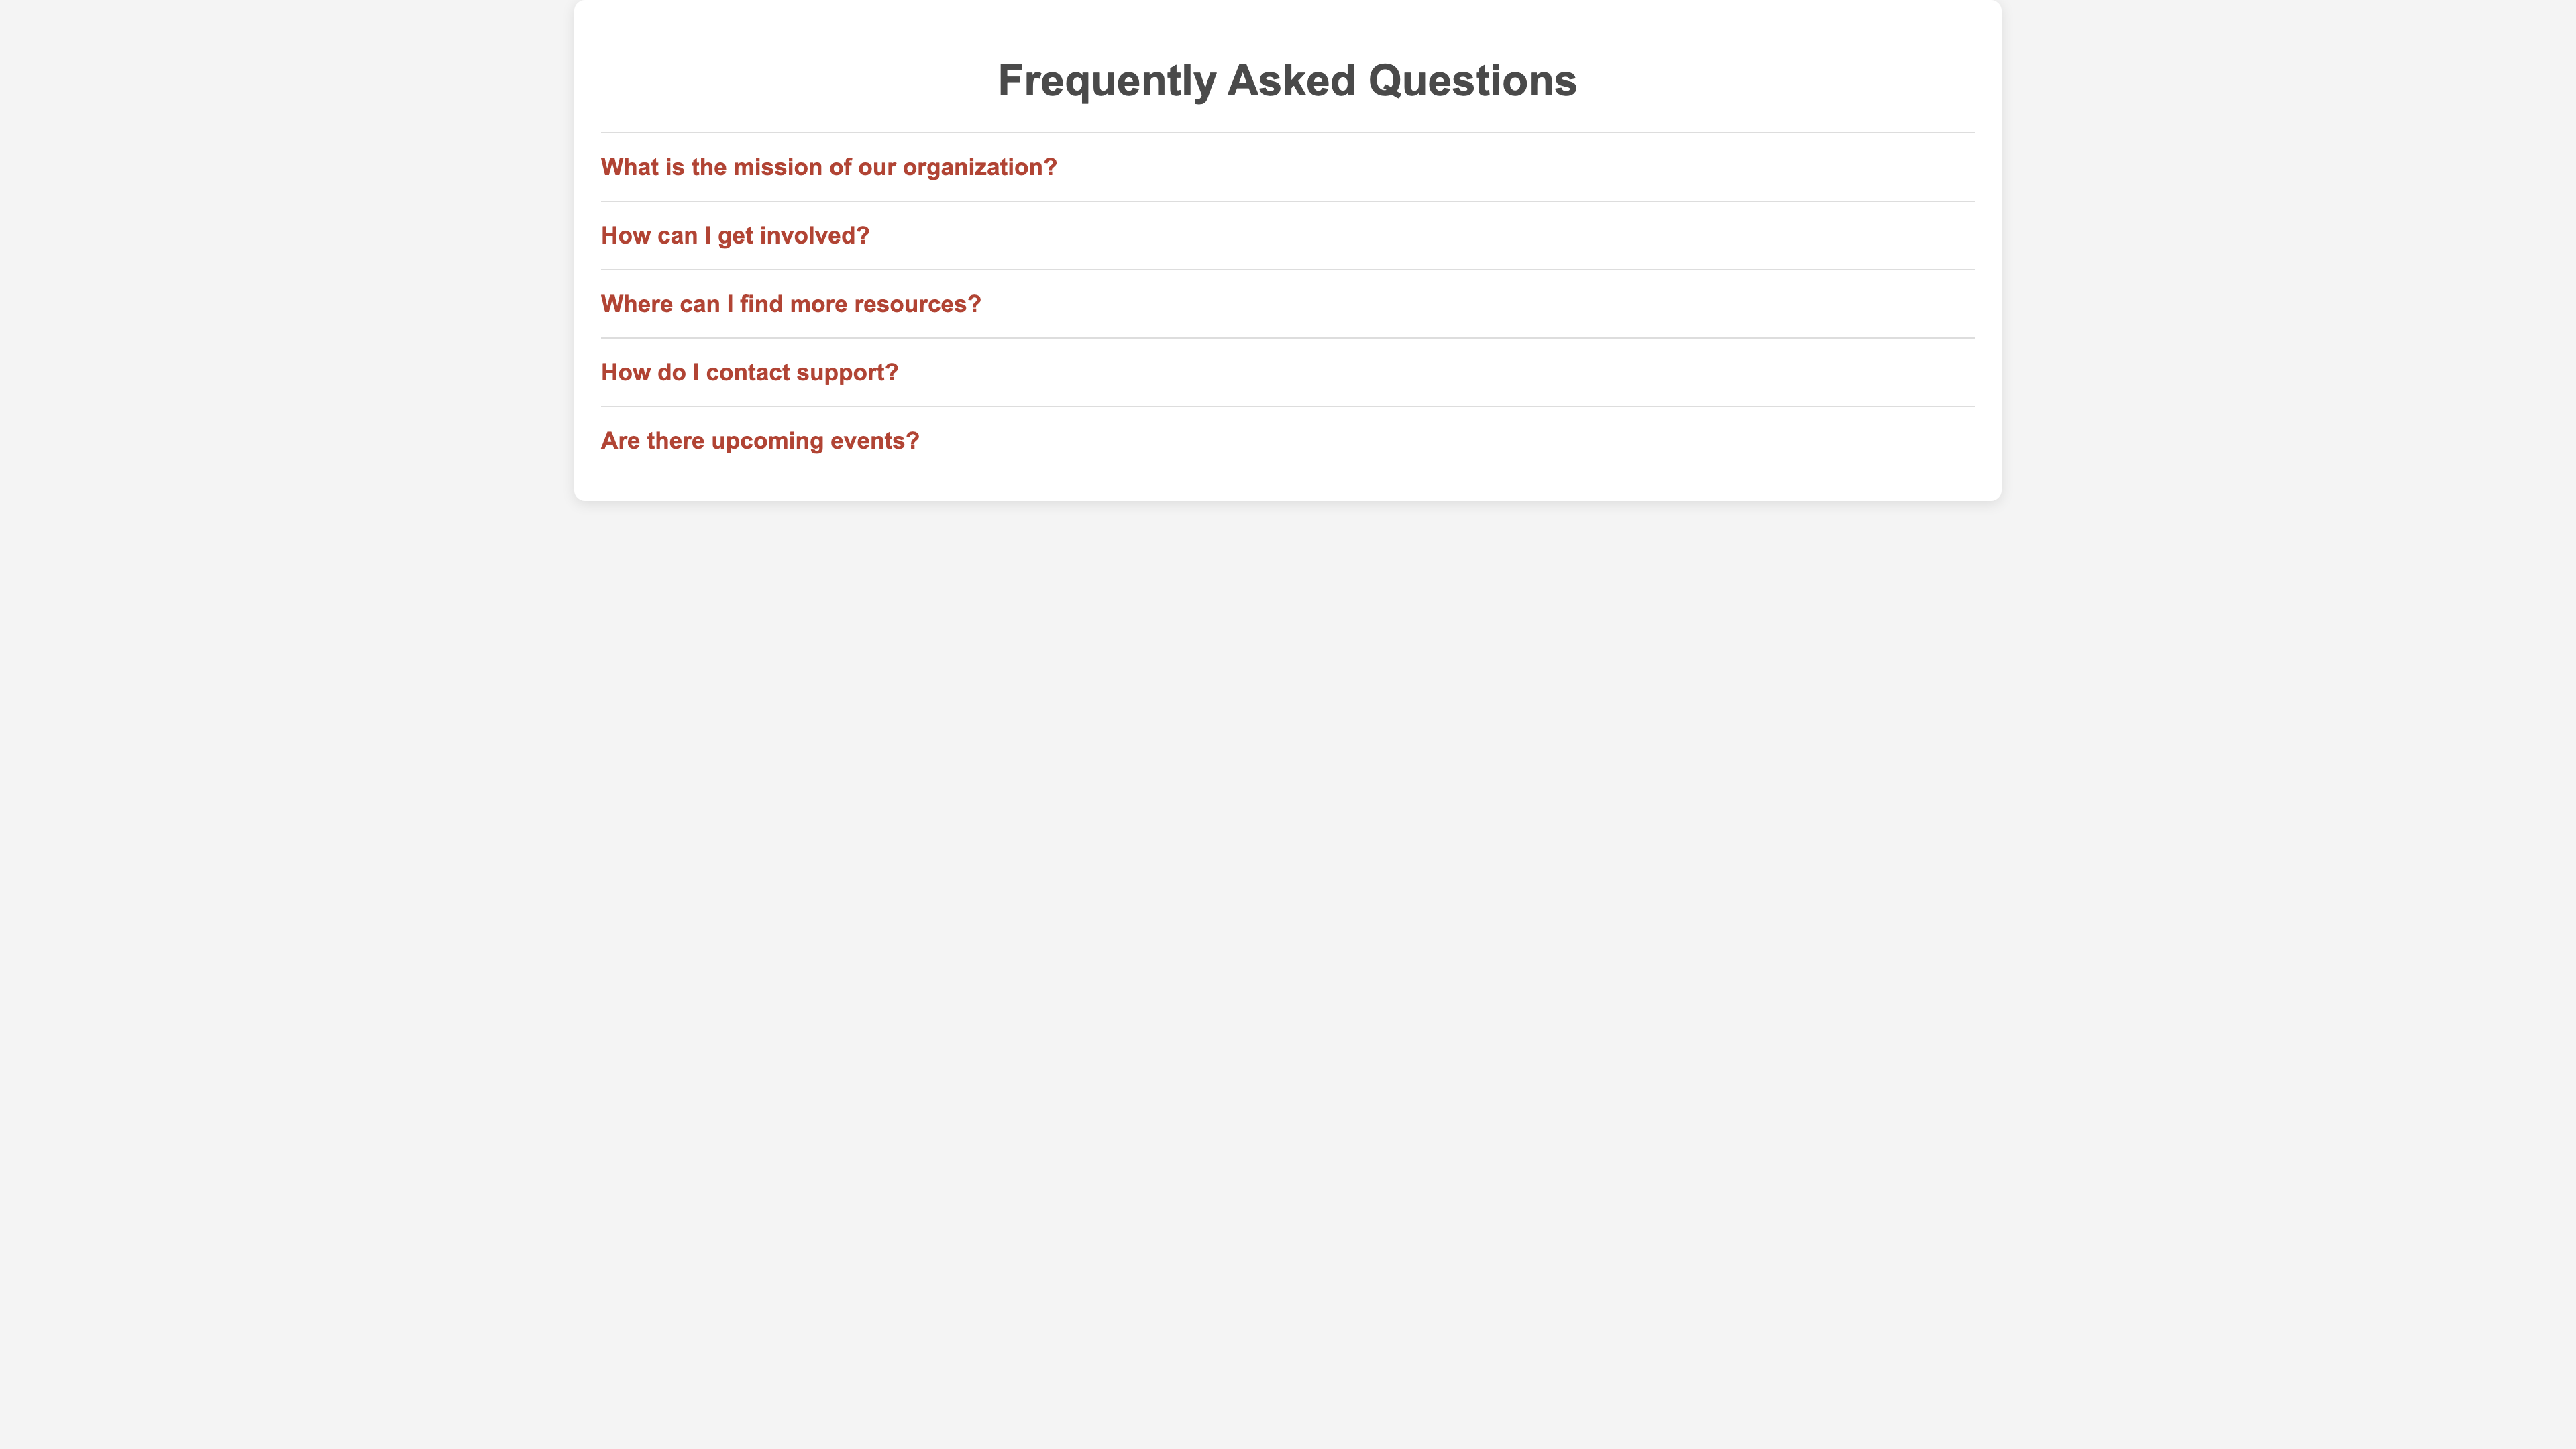 Frequently Asked Questions
What is the mission of our organization?
How can I get involved?
Where can I find more resources?
How do I contact support?
Are there upcoming events?